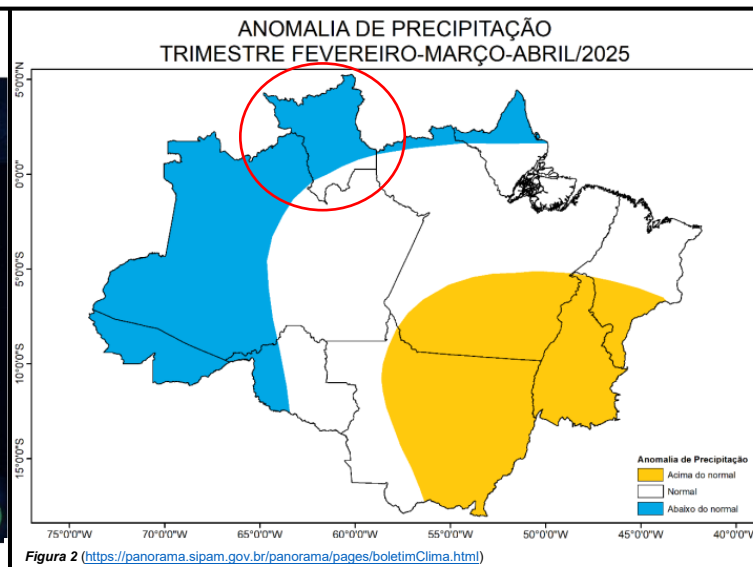 ANOMALIA DE PRECIPITAÇÃO
TRIMESTRE FEVEREIRO-MARÇO-ABRIL/2025
5°0'0"N
0°0'0"
5°0'0"S
10°0'0"S
15°0'0"S
Anomalia de Precipitação
Acima do normal
Normal
Abaixo do normal
75°0'0"W 70°0'0"W 65°0'0"W 60°0'0"W 55°0'0"W 50°0'0"W 45°0'0"W 40°0'0"W
Figura 2 (https://panorama.sipam.gov.br/panorama/pages/boletimClima.html)